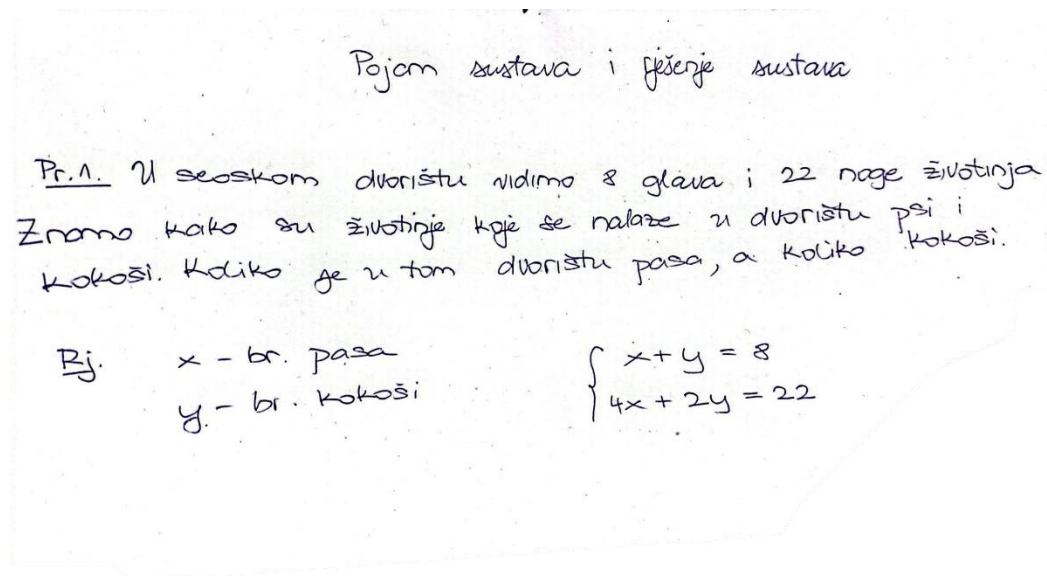 Pojam sustava i rješenje sustava
Pr.1. U seoskom dvorištu vidimo 8 glava i 22 noge životinja
Znamo kako su životinje koje se nalaze u dvorištu psi i
kokoši. Koliko je u tom dvorištu pasa, a koliko kokoši.
Rj. x - br. pasa
y - br. kokoši
{ x + y = 8
4x + 2y = 22